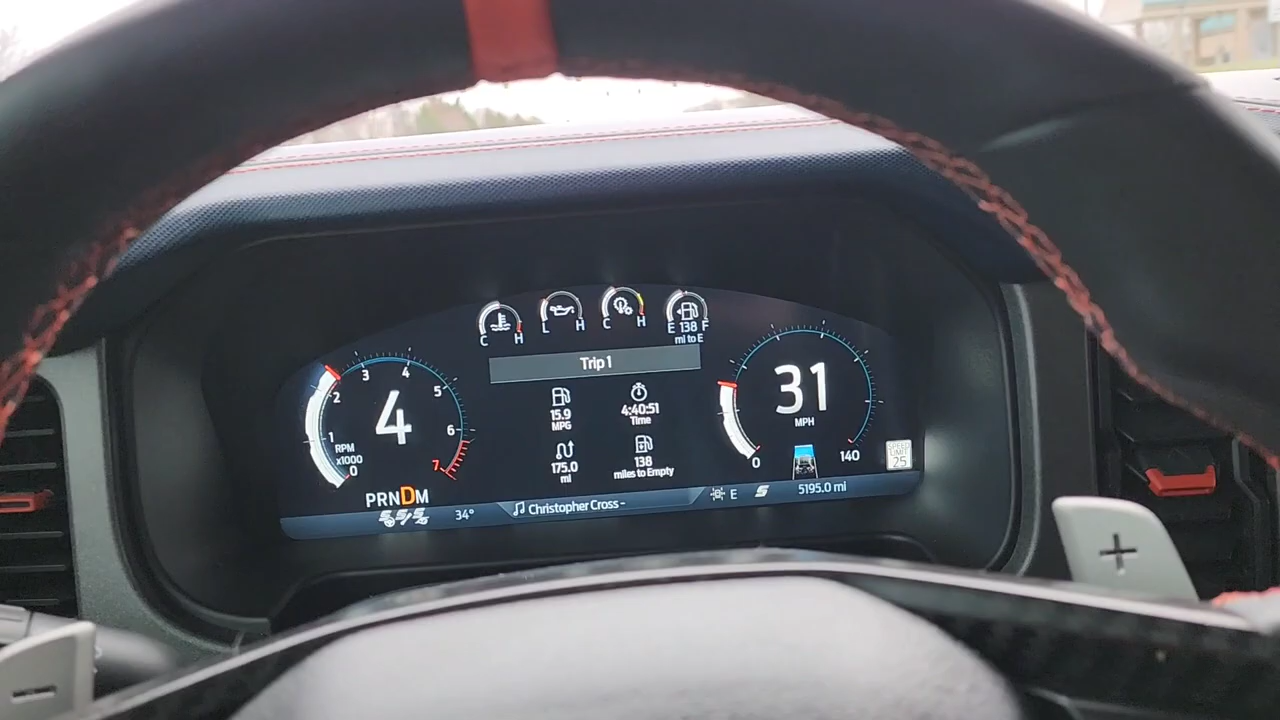 C H
L H
C H
E 138 F
mi to E
Trip 1
15.9
MPG
4:40:51
Time
175.0
mi
138
miles to Empty
0
1
2
3
4
5
6
7
RPM
x1000
4
PRNDM
34°
Christopher Cross -
E
31
MPH
0
140
SPEED
LIMIT
25
5195.0 mi
+
-